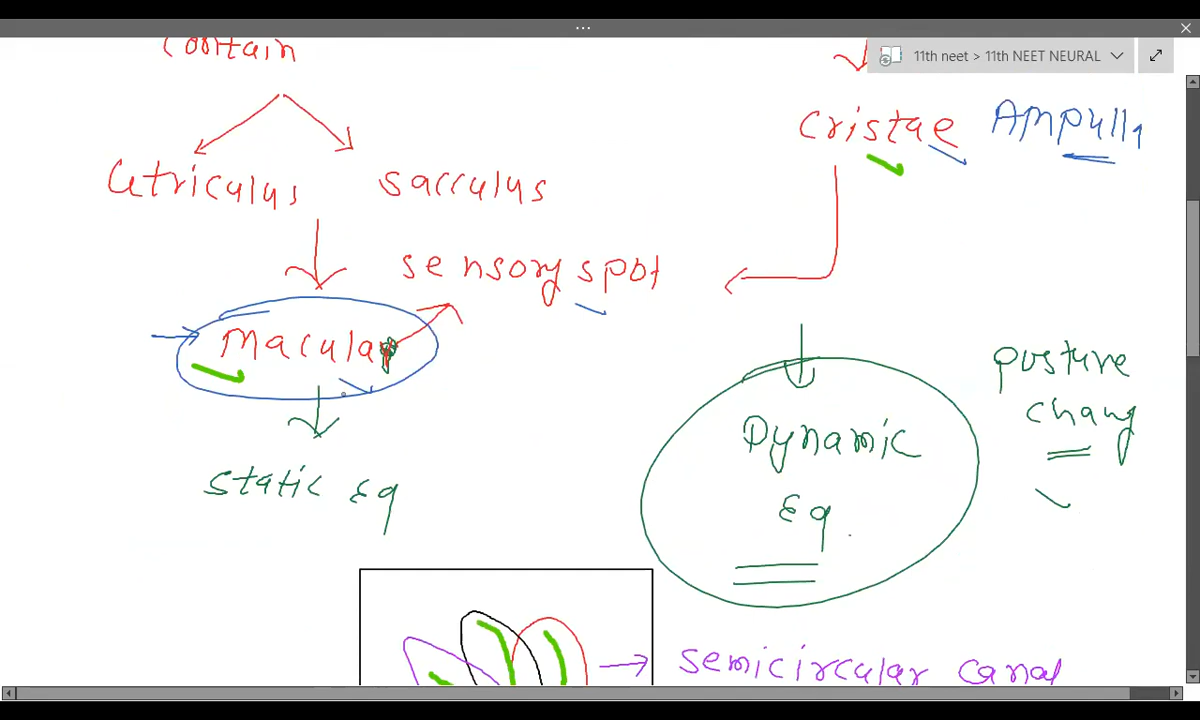 contain
11th neet > 11th NEET NEURAL
Cristae Ampulla
Utriculus sacculus
sensory spot
Macula
posture
chang
Dynamic
Eq
static Eq
semicircular canal